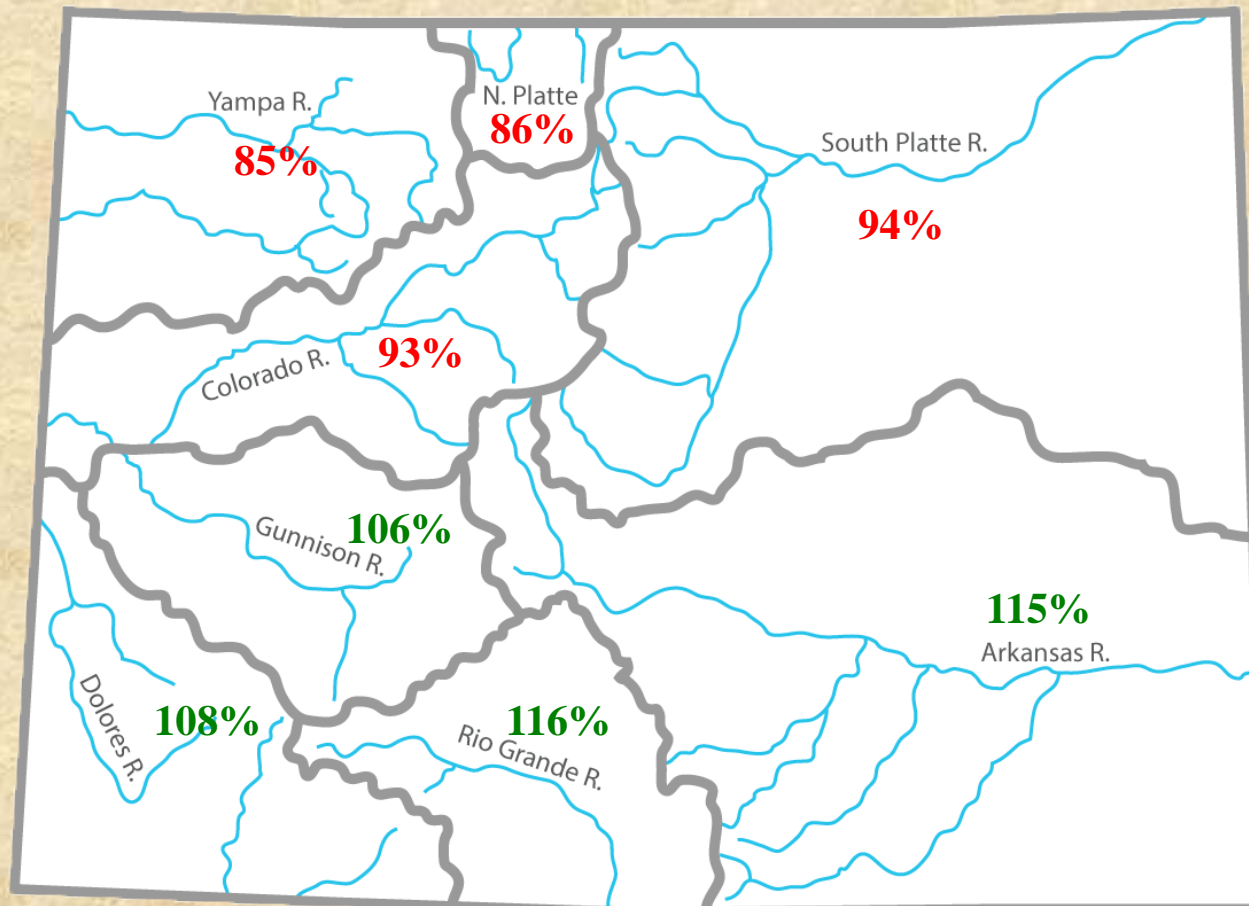 Yampa R.
85%
N. Platte
86%
South Platte R.
94%
Colorado R.
93%
Gunnison R.
106%
115%
Arkansas R.
Dolores R.
108%
116%
Rio Grande R.